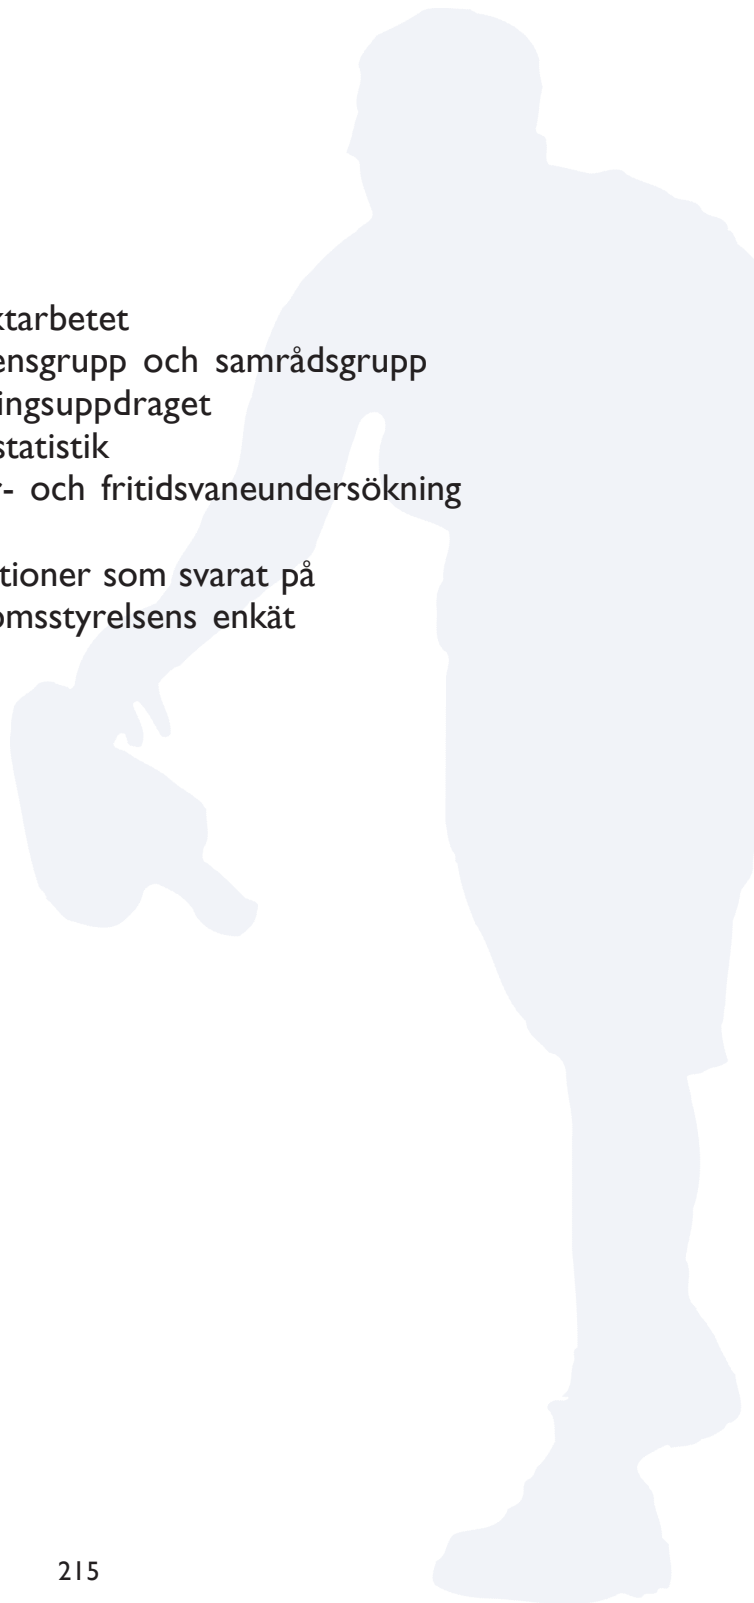 ktarbetet
ensgrupp och samrådsgrupp
ingsuppdraget
statistik
r- och fritidsvaneundersökning
tioner som svarat på
omsstyrelsens enkät
215